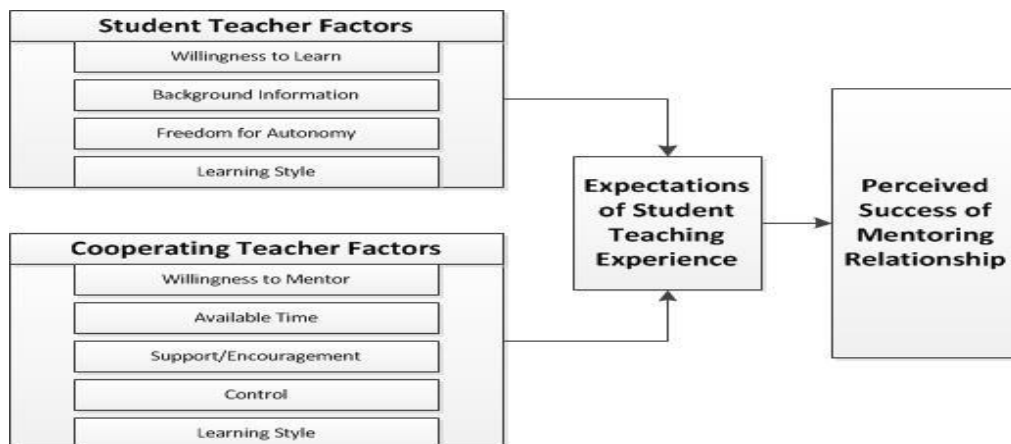 Student Teacher Factors
Willingness to Learn
Background Information
Freedom for Autonomy
Learning Style
Cooperating Teacher Factors
Willingness to Mentor
Available Time
Support/Encouragement
Control
Learning Style
Expectations
of Student
Teaching
Experience
Perceived
Success of
Mentoring
Relationship